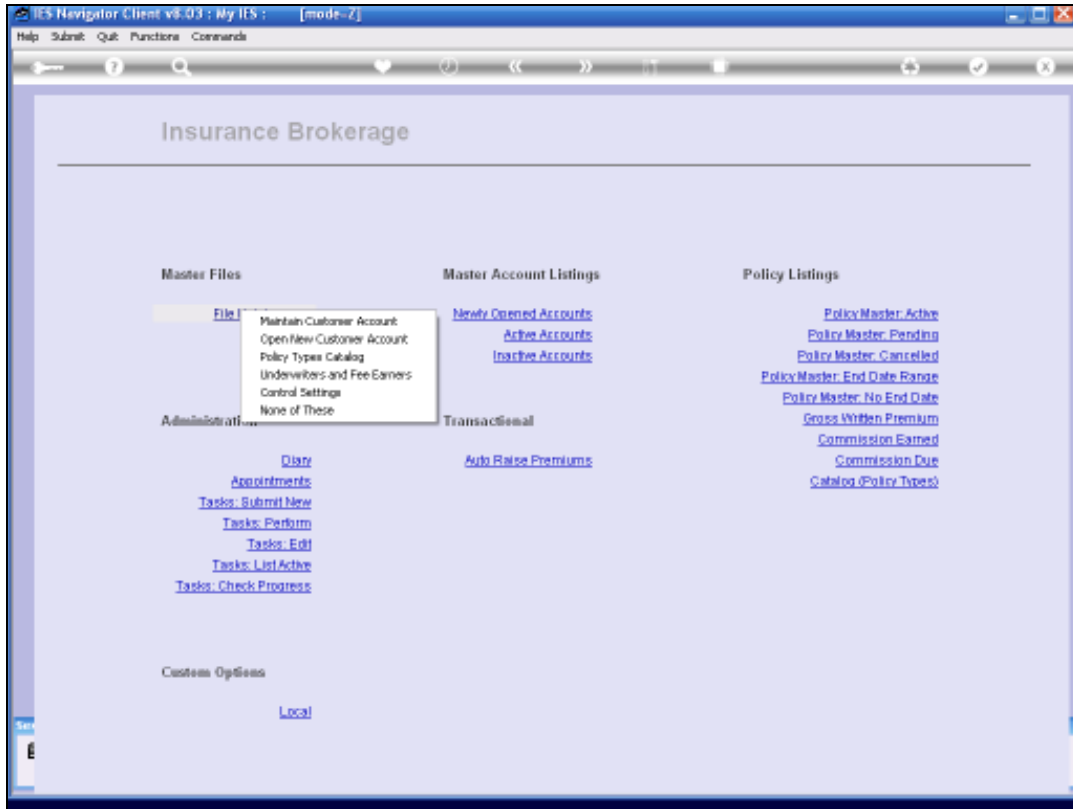 IES Navigator Client v8.03 : My IES : [mode=Z]
Help Submit Quit Functions Commands
Insurance Brokerage
Master Files
File
Maintain Customer Account
Open New Customer Account
Policy Types Catalog
Underwriters and Fee Earners
Control Settings
None of These
Administrati
Diary
Appointments
Tasks: Submit New
Tasks: Perform
Tasks: Edit
Tasks: List Active
Tasks: Check Progress
Custom Options
Local
Master Account Listings
Newly Opened Accounts
Active Accounts
Inactive Accounts
Transactional
Auto Raise Premiums
Policy Listings
Policy Master: Active
Policy Master: Pending
Policy Master: Cancelled
Policy Master: End Date Range
Policy Master: No End Date
Gross Written Premium
Commission Earned
Commission Due
Catalog (Policy Types)